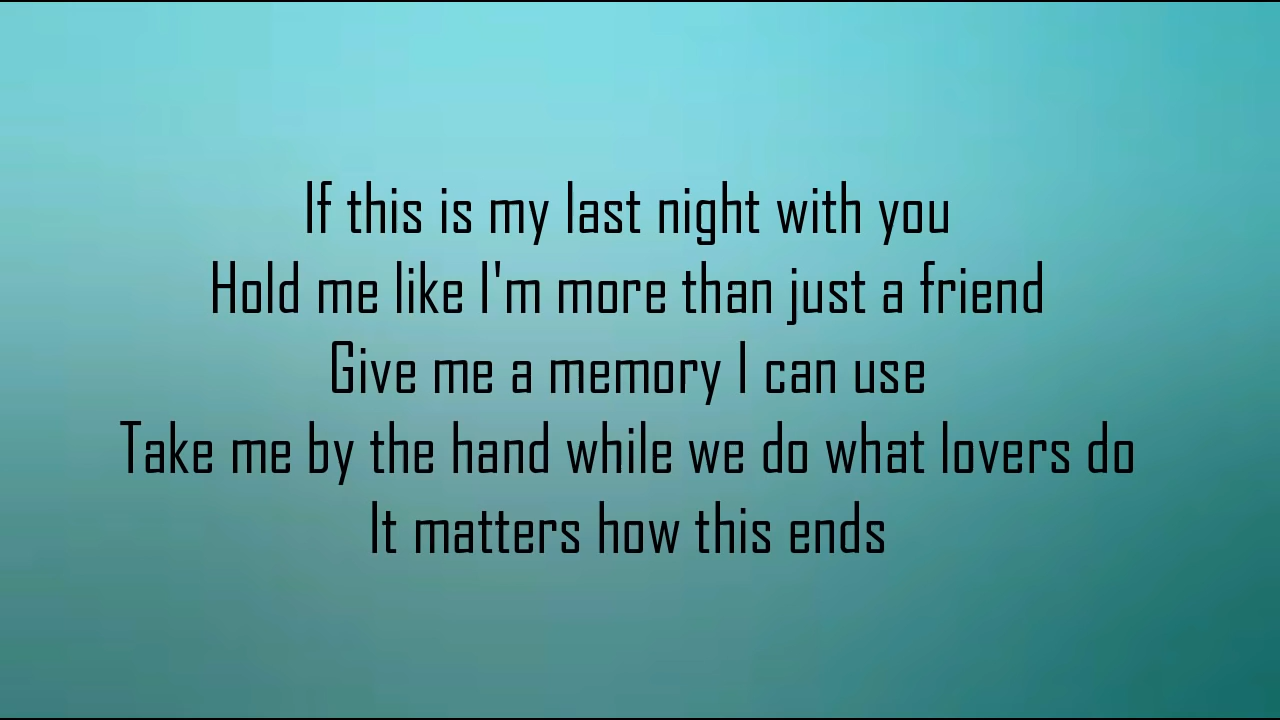 If this is my last night with you
Hold me like I'm more than just a friend
Give me a memory I can use
Take me by the hand while we do what lovers do
It matters how this ends